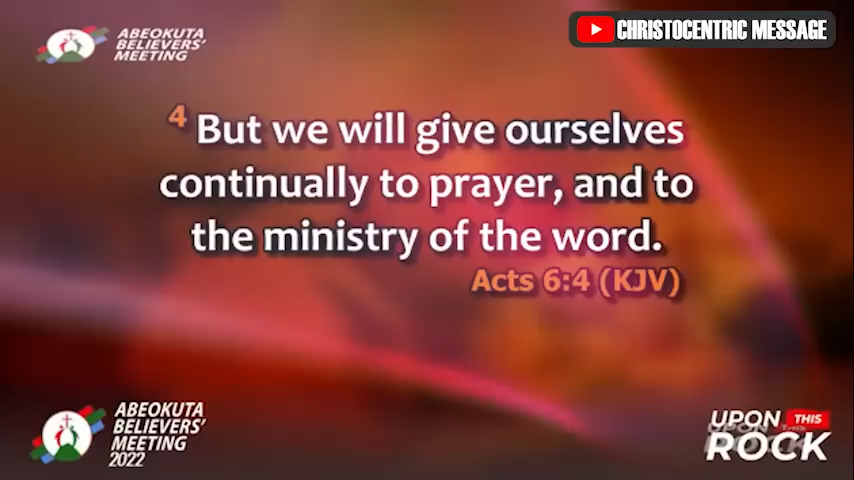 ABEOKUTA
BELIEVERS'
MEETING
CHRISTOCENTRIC MESSAGE
4 But we will give ourselves
continually to prayer, and to
the ministry of the word.
Acts 6:4 (KJV)
ABEOKUTA
BELIEVERS'
MEETING
2022
UPON THIS
ROCK